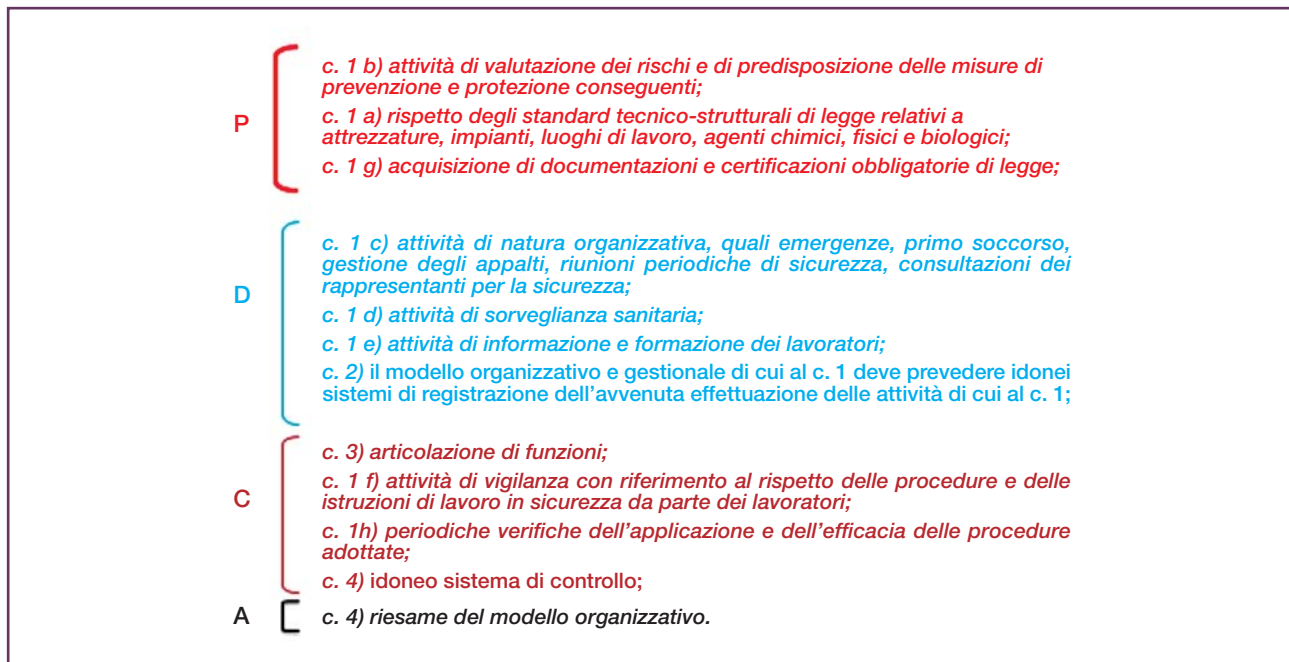 P
c. 1 b) attività di valutazione dei rischi e di predisposizione delle misure di
prevenzione e protezione conseguenti;
c. 1 a) rispetto degli standard tecnico-strutturali di legge relativi a
attrezzature, impianti, luoghi di lavoro, agenti chimici, fisici e biologici;
c. 1 g) acquisizione di documentazioni e certificazioni obbligatorie di legge;
D
c. 1 c) attività di natura organizzativa, quali emergenze, primo soccorso,
gestione degli appalti, riunioni periodiche di sicurezza, consultazioni dei
rappresentanti per la sicurezza;
c. 1 d) attività di sorveglianza sanitaria;
c. 1 e) attività di informazione e formazione dei lavoratori;
c. 2) il modello organizzativo e gestionale di cui al c. 1 deve prevedere idonei
sistemi di registrazione dell'avvenuta effettuazione delle attività di cui al c. 1;
C
c. 3) articolazione di funzioni;
c. 1 f) attività di vigilanza con riferimento al rispetto delle procedure e delle
istruzioni di lavoro in sicurezza da parte dei lavoratori;
c. 1h) periodiche verifiche dell'applicazione e dell'efficacia delle procedure
adottate;
c. 4) idoneo sistema di controllo;
A
c. 4) riesame del modello organizzativo.